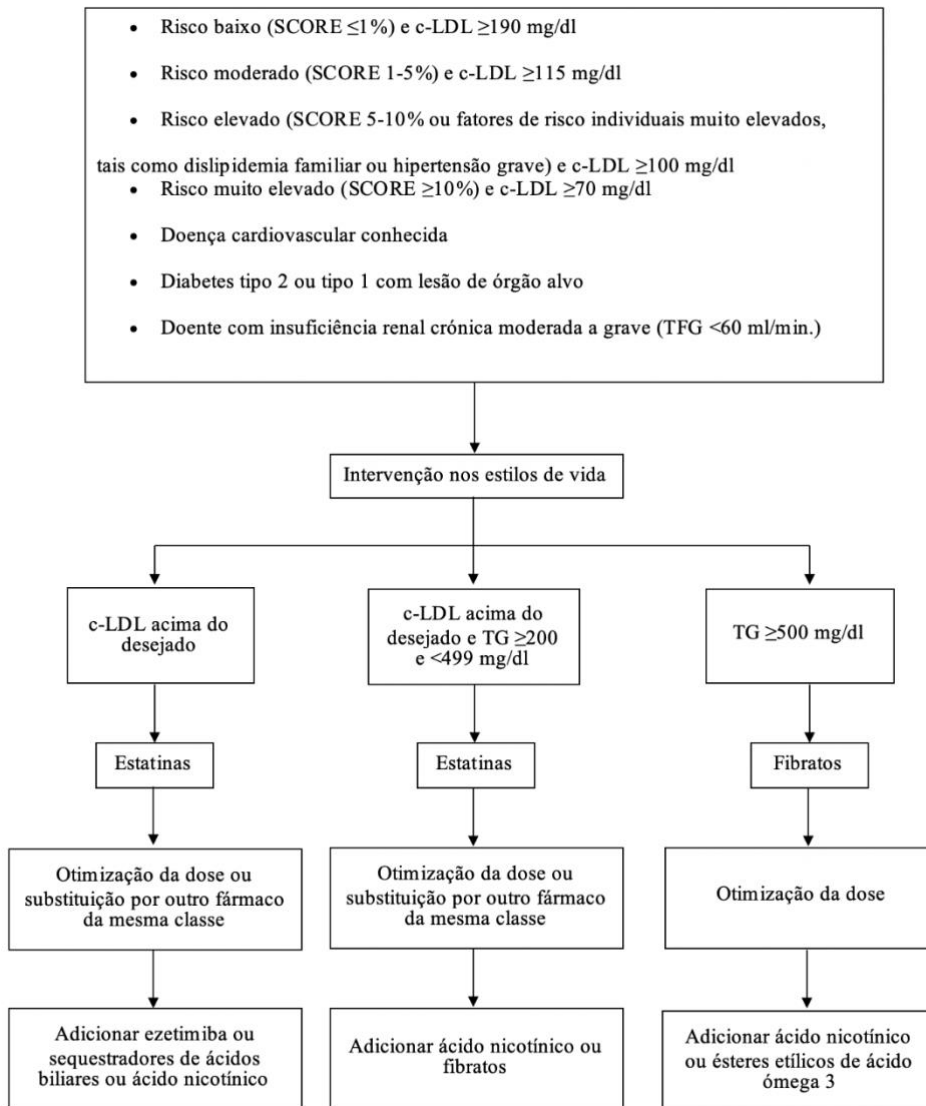 • Risco baixo (SCORE ≤1%) e c-LDL ≥190 mg/dl
• Risco moderado (SCORE 1-5%) e c-LDL ≥115 mg/dl
• Risco elevado (SCORE 5-10% ou fatores de risco individuais muito elevados,
tais como dislipidemia familiar ou hipertensão grave) e c-LDL ≥100 mg/dl
• Risco muito elevado (SCORE ≥10%) e c-LDL ≥70 mg/dl
• Doença cardiovascular conhecida
• Diabetes tipo 2 ou tipo 1 com lesão de órgão alvo
• Doente com insuficiência renal crónica moderada a grave (TFG <60 ml/min.)
Intervenção nos estilos de vida
c-LDL acima do
desejado
c-LDL acima do
desejado e TG ≥200
e <499 mg/dl
TG ≥500 mg/dl
Estatinas
Estatinas
Fibratos
Otimização da dose ou
substituição por outro fármaco
da mesma classe
Otimização da dose ou
substituição por outro fármaco
da mesma classe
Otimização da dose
Adicionar ezetimiba ou
sequestradores de ácidos
biliares ou ácido nicotínico
Adicionar ácido nicotínico ou
fibratos
Adicionar ácido nicotínico
ou ésteres etílicos de ácido
ómega 3